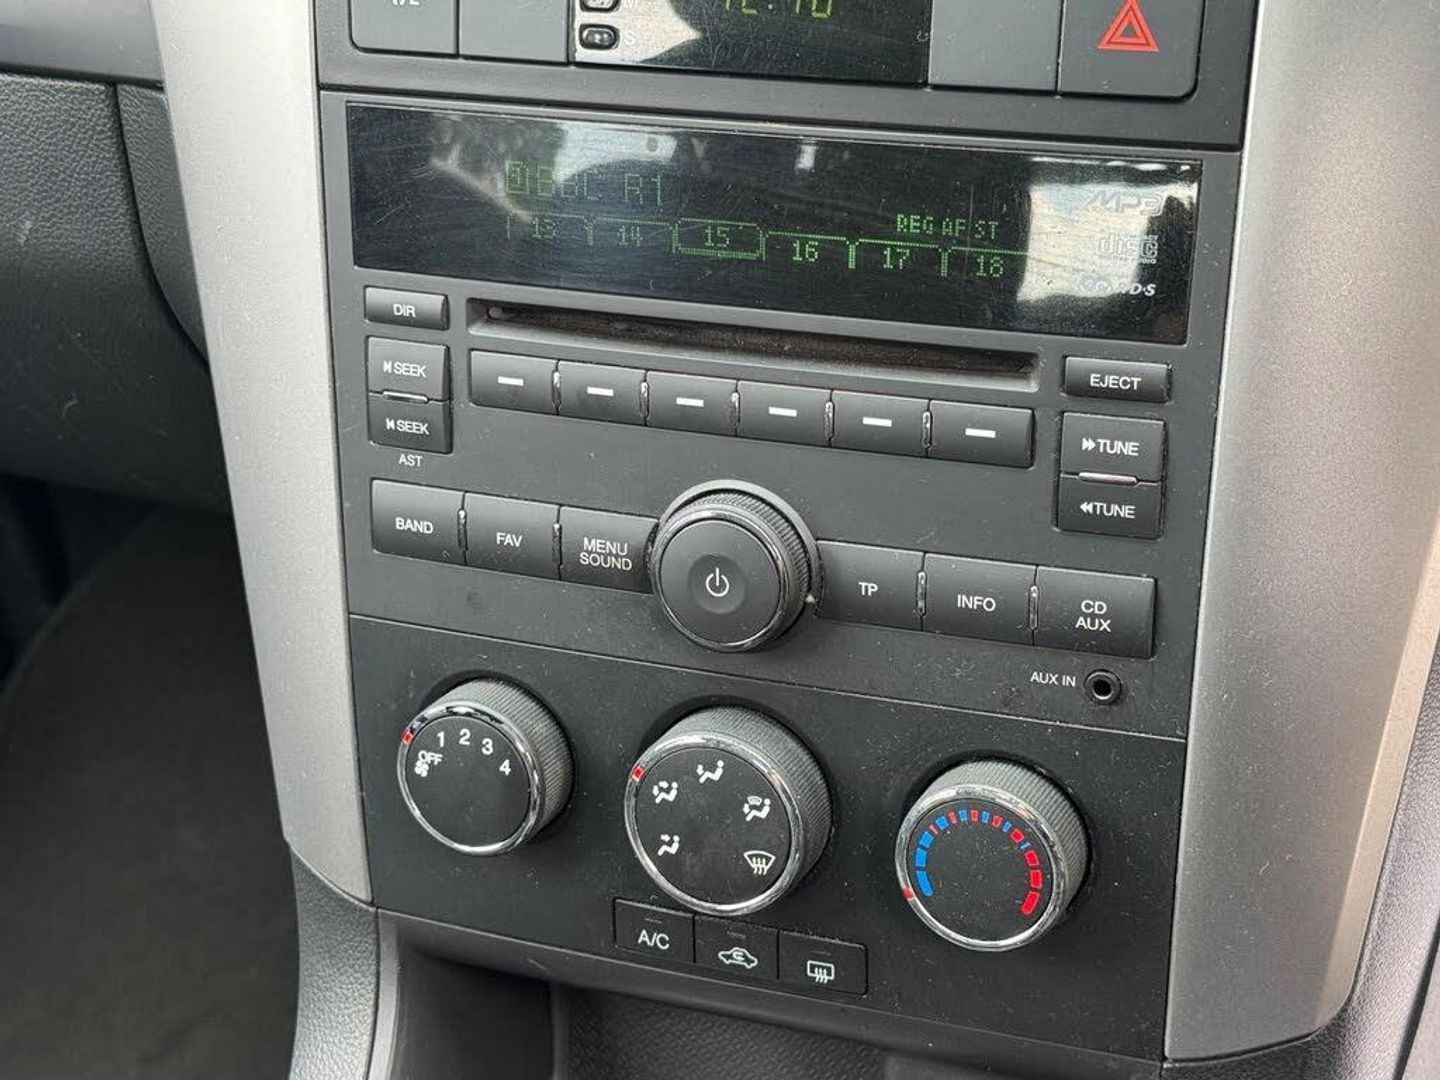 S
BBC R1
REG AF ST
13 14 15 16 17 18
MP3
disc
R·D·S
DIR
SEEK
SEEK
AST
EJECT
TUNE
TUNE
BAND
FAV
MENU
SOUND
TP
INFO
CD
AUX
AUX IN
OFF 1 2 3 4
A/C